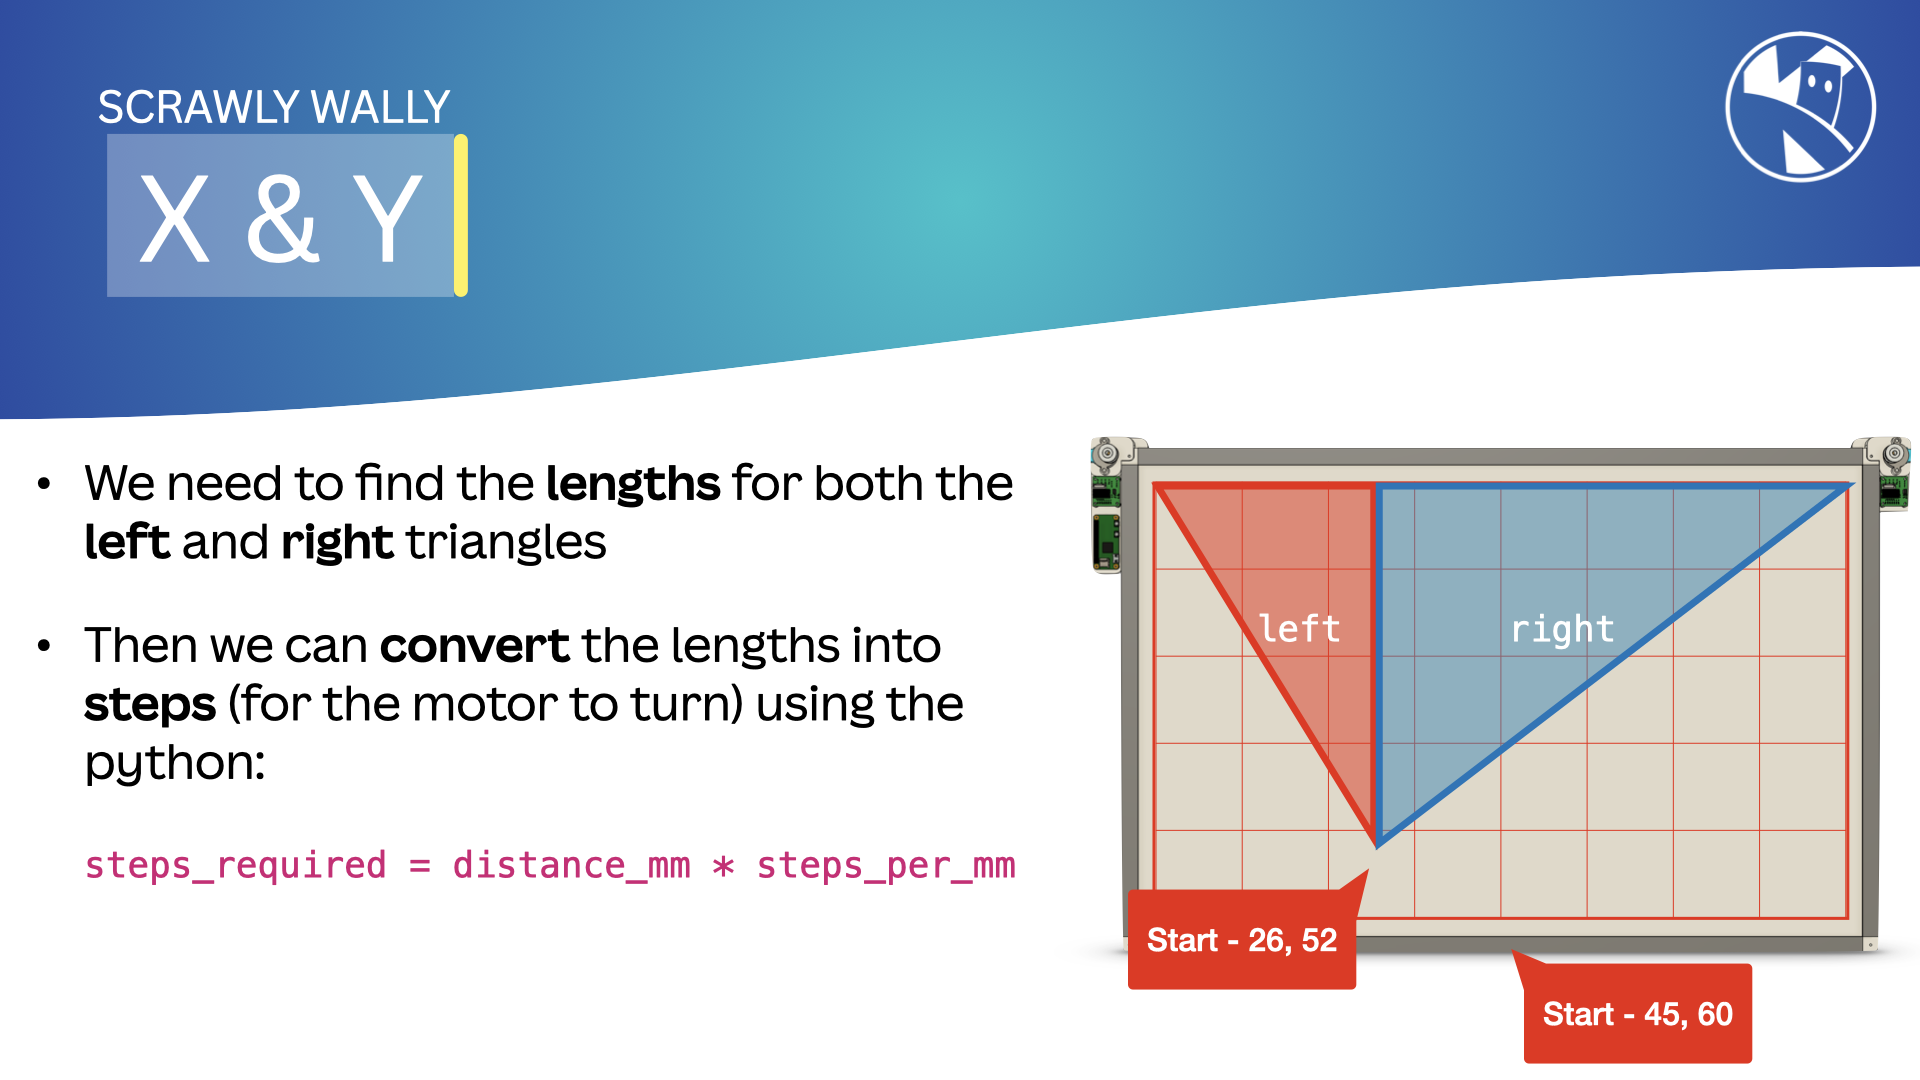 SCRAWLY WALLY
X & Y
• We need to find the lengths for both the
left and right triangles
• Then we can convert the lengths into
steps (for the motor to turn) using the
python:
steps_required = distance_mm * steps_per_mm
left
right
Start - 26, 52
Start - 45, 60